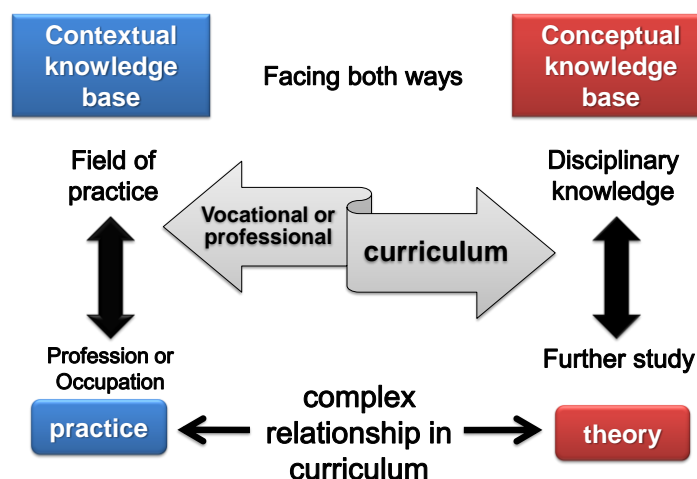 Contextual
knowledge
base
Facing both ways
Conceptual
knowledge
base
Field of
practice
Vocational or
professional
curriculum
Disciplinary
knowledge
Profession or
Occupation
Further study
practice
complex
relationship in
curriculum
theory